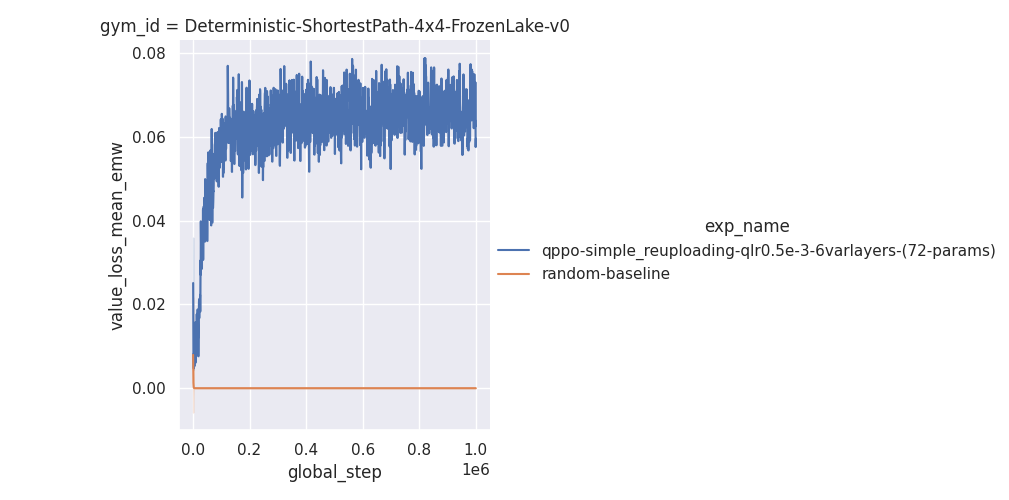 gym_id = Deterministic-ShortestPath-4x4-FrozenLake-v0
0.08
0.06
0.04
0.02
0.00
value_loss_mean_emw
0.0 0.2 0.4 0.6 0.8 1.0
1e6
global_step
exp_name
qppo-simple_reuploading-qlr0.5e-3-6varlayers-(72-params)
random-baseline